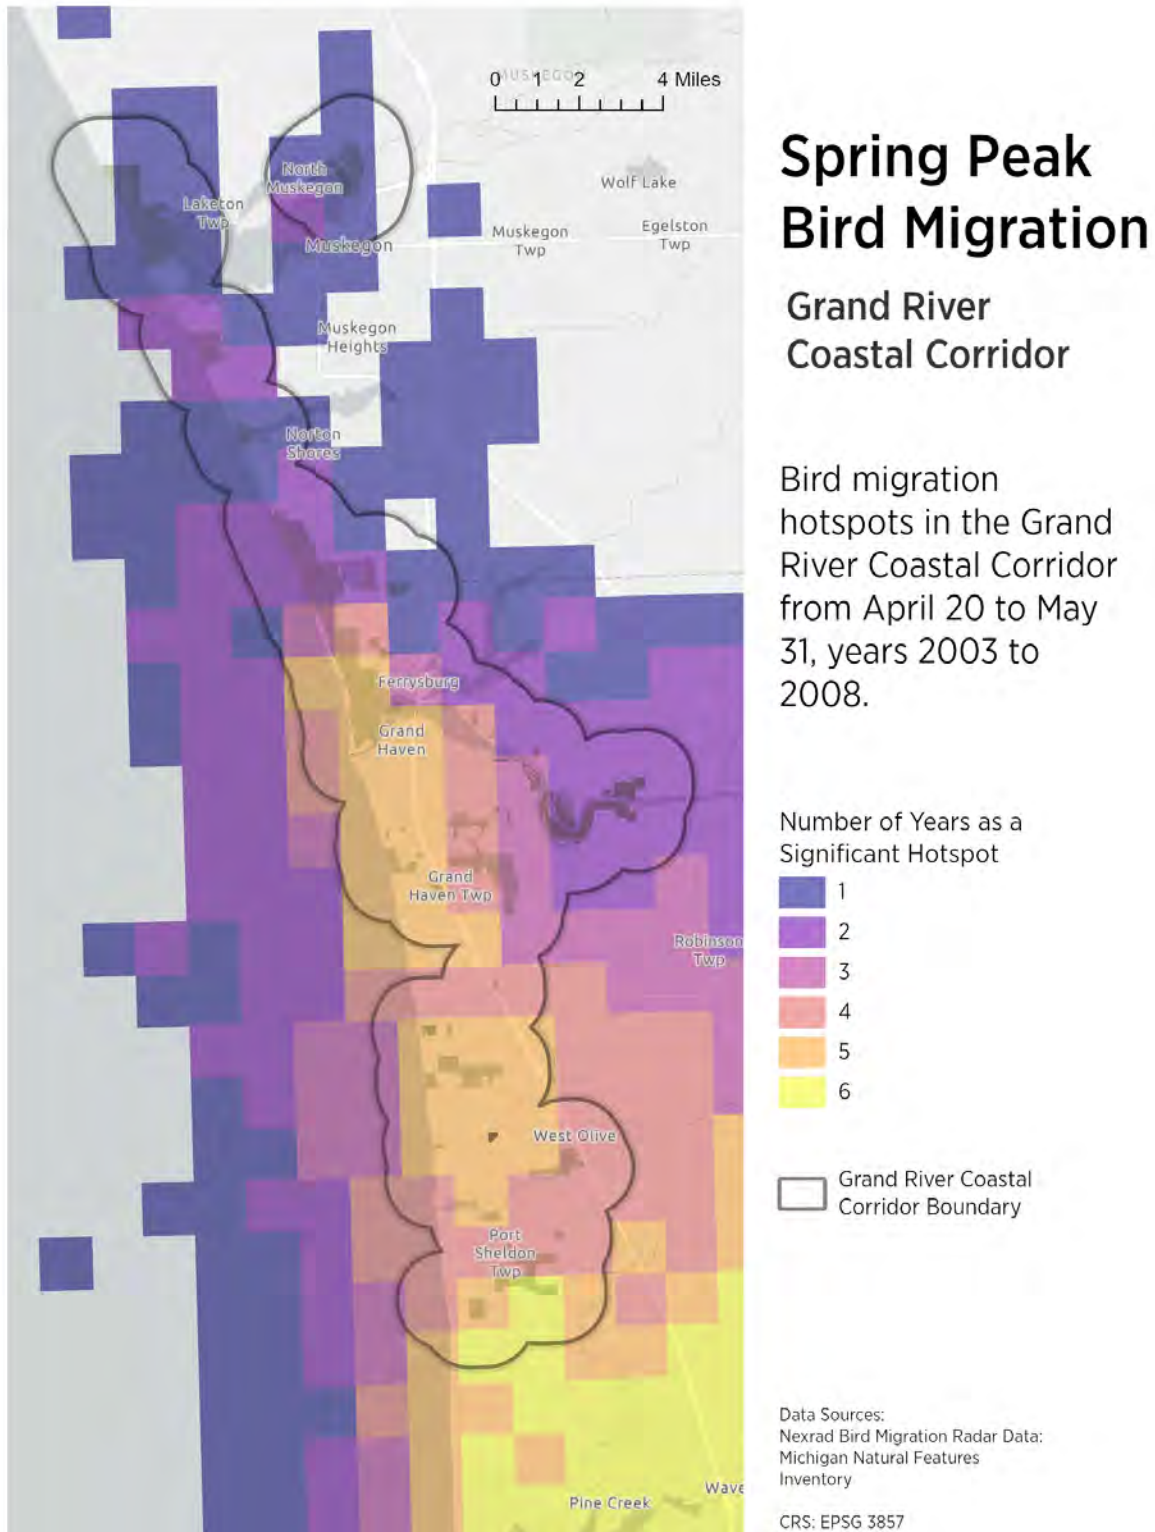 MUSKEGO
0 1 2 4 Miles
North
Muskegon
Wolf Lake
Laketon
Twp
Muskegon
Muskegon
Twp
Egelston
Twp
Muskegon
Heights
Norton
Shores
Ferrysburg
Grand
Haven
Grand
Haven Twp
Robinson
Twp
West Olive
Port
Sheldon
Twp
Pine Creek
Wave
Spring Peak
Bird Migration
Grand River
Coastal Corridor
Bird migration
hotspots in the Grand
River Coastal Corridor
from April 20 to May
31, years 2003 to
2008.
Number of Years as a
Significant Hotspot
1
2
3
4
5
6
Grand River Coastal
Corridor Boundary
Data Sources:
Nexrad Bird Migration Radar Data:
Michigan Natural Features
Inventory
CRS: EPSG 3857